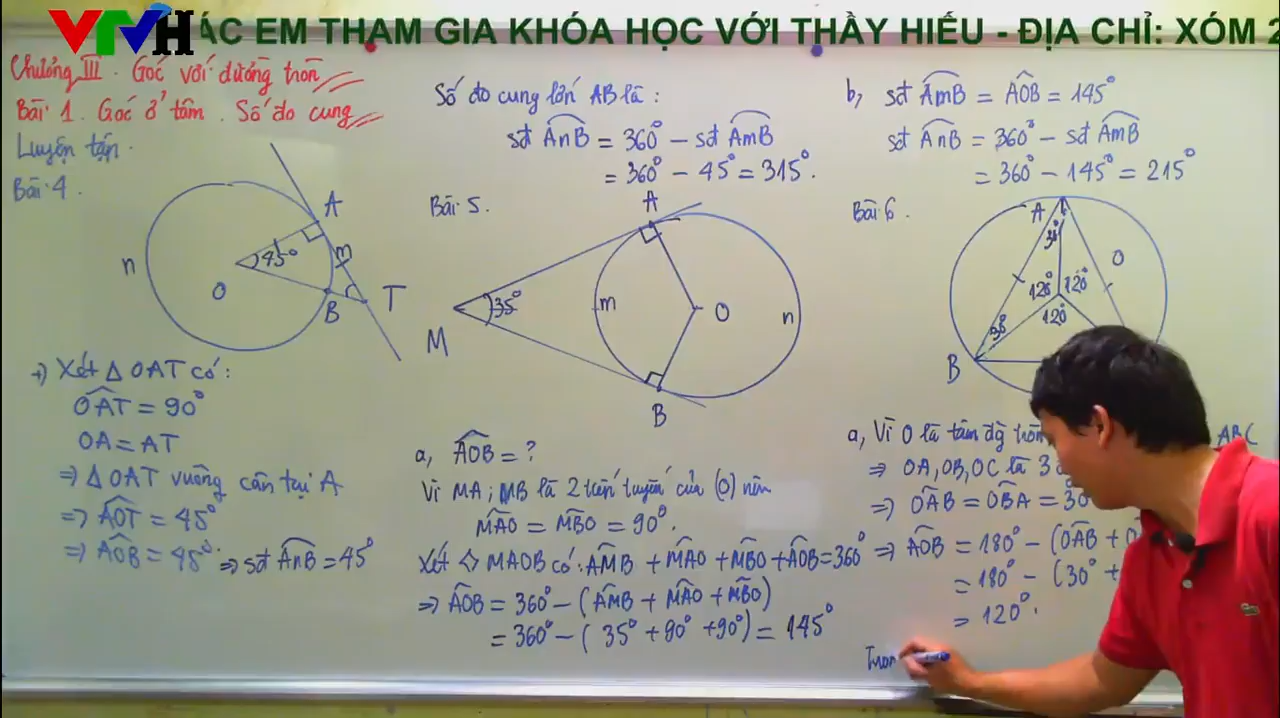 VTVH
ÁC EM THAM GIA KHÓA HỌC VỚI THẦY HIẾU - ĐỊA CHỈ: XÓM 2
Chương III. Góc với đường tròn
Bài 1. Góc ở tâm. Số đo cung
Luyện tập.
Bài 4.
A
45°
m
n
O
B
T
+) Xét Δ OAT có:
OAT = 90°
OA = AT
⇒ Δ OAT vuông cân tại A
⇒ AOT = 45°
⇒ AOB = 45° ⇒ sđ AnB = 45°
Số đo cung lớn AB là:
sđ AnB = 360° - sđ AmB
= 360° - 45° = 315°.
Bài 5.
A
35°
m
O
n
M
B
a, AOB = ?
Vì MA; MB là 2 tiếp tuyến của (O) nên
MAO = MBO = 90°.
Xét ◇ MAOB có: AMB + MAO + MBO + AOB = 360°
⇒ AOB = 360° - (AMB + MAO + MBO)
= 360° - (35° + 90° + 90°) = 145°
b, sđ AmB = AOB = 145°
sđ AnB = 360° - sđ AmB
= 360° - 145° = 215°
Bài 6.
A
30°
O
120°
120°
120°
30°
B
a, Vì O là tâm đg tròn
ABC
⇒ OA, OB, OC là 3
⇒ OAB = OBA = 30
⇒ AOB = 180° - (OAB +
= 180° - (30° +
= 120°.
Tron